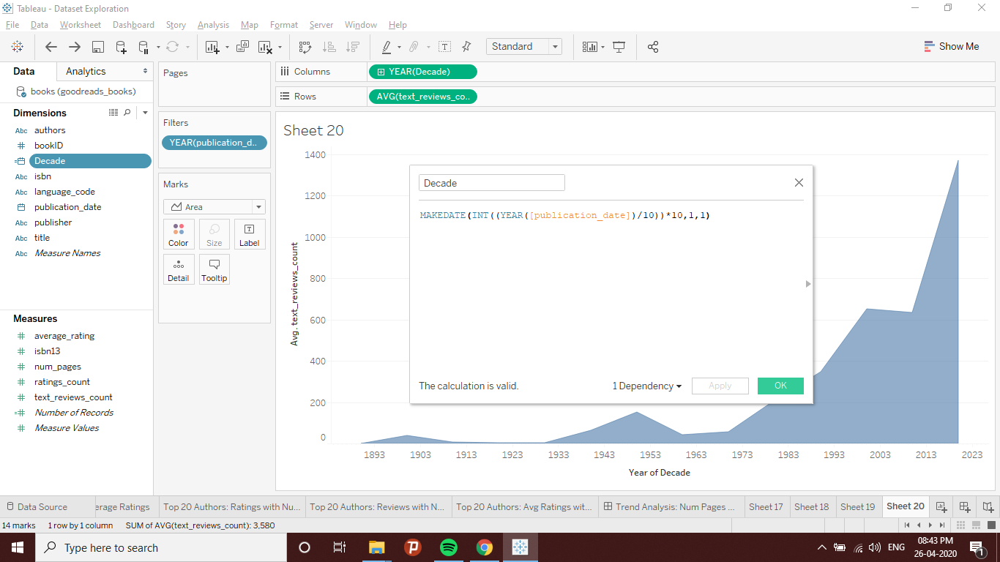 Tableau - Dataset Exploration
File Data Worksheet Dashboard Story Analysis Map Format Server Window Help
Standard
Show Me
Data Analytics
books (goodreads_books)
Dimensions
Abc authors
bookID
Decade
Abc isbn
Abc language_code
publication_date
Abc publisher
Abc title
Abc Measure Names
Measures
average_rating
isbn13
num_pages
ratings_count
text_reviews_count
Number of Records
Measure Values
Pages
Filters
YEAR(publication_d..
Marks
Area
Color Size Label
Detail Tooltip
Columns YEAR(Decade)
Rows AVG(text_reviews_co..
Sheet 20
1400
1200
1000
800
600
400
200
0
Avg. text_reviews_count
1893 1903 1913 1923 1933 1943 1953 1963 1973 1983 1993 2003 2013 2023
Year of Decade
Decade
MAKEDATE(INT((YEAR([publication_date])/10))*10,1,1)
The calculation is valid.
1 Dependency Apply OK
Data Source erage Ratings Top 20 Authors: Ratings with Nu... Top 20 Authors: Reviews with N... Top 20 Authors: Avg Ratings wit... Trend Analysis: Num Pages ... Sheet 17 Sheet 18 Sheet 19 Sheet 20
14 marks 1 row by 1 column SUM of AVG(text_reviews_count): 3,580
Type here to search
ENG
08:43 PM
26-04-2020
1